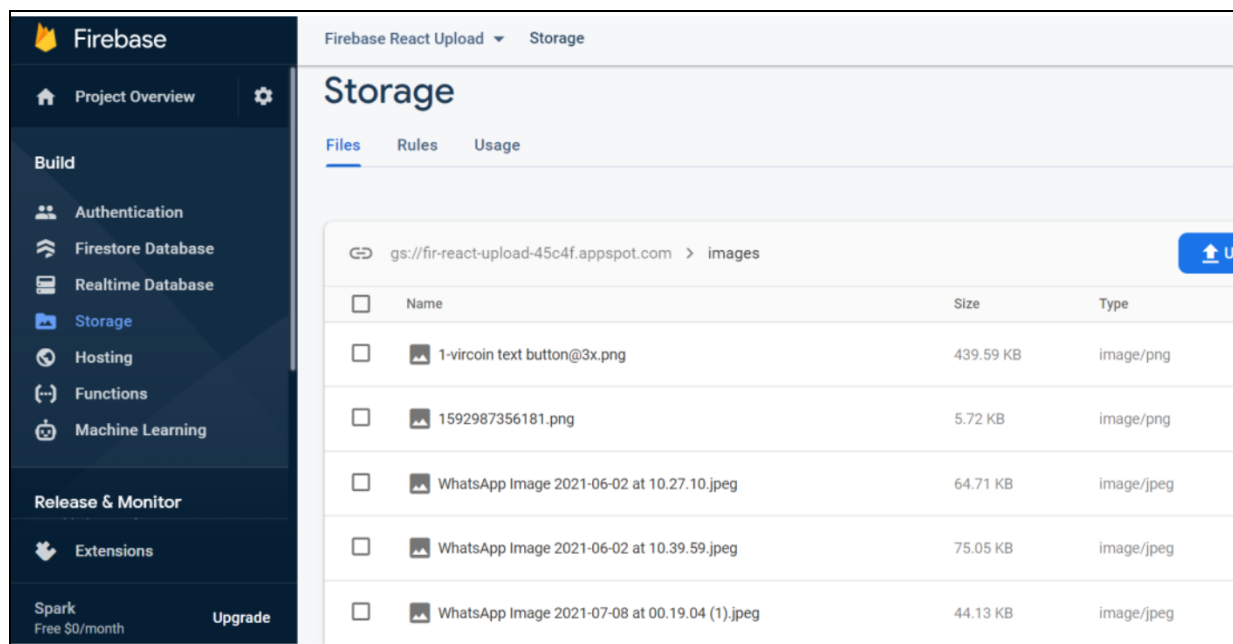 Firebase
Project Overview
Build
Authentication
Firestore Database
Realtime Database
Storage
Hosting
Functions
Machine Learning
Release & Monitor
Extensions
Spark
Free $0/month
Upgrade
Firebase React Upload Storage
Storage
Files Rules Usage
gs://fir-react-upload-45c4f.appspot.com > images
Name Size Type
1-vircoin text button@3x.png 439.59 KB image/png
1592987356181.png 5.72 KB image/png
WhatsApp Image 2021-06-02 at 10.27.10.jpeg 64.71 KB image/jpeg
WhatsApp Image 2021-06-02 at 10.39.59.jpeg 75.05 KB image/jpeg
WhatsApp Image 2021-07-08 at 00.19.04 (1).jpeg 44.13 KB image/jpeg